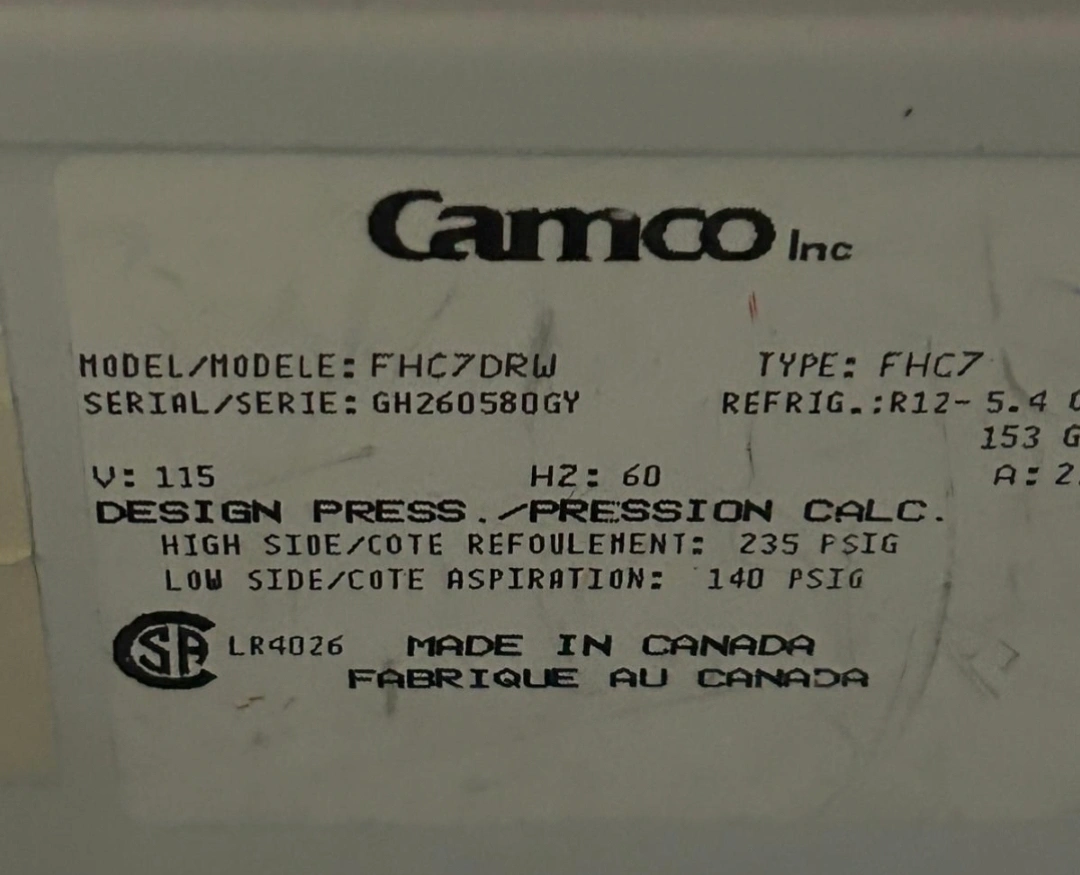 Camco Inc
MODEL/MODELE: FHC7DRW TYPE: FHC7
SERIAL/SERIE: GH260580GY REFRIG.:R12- 5.4
153 G
V: 115 HZ: 60 A: 2.
DESIGN PRESS./PRESSION CALC.
HIGH SIDE/COTE REFOULEMENT: 235 PSIG
LOW SIDE/COTE ASPIRATION: 140 PSIG
CSA LR4026 MADE IN CANADA
FABRIQUE AU CANADA